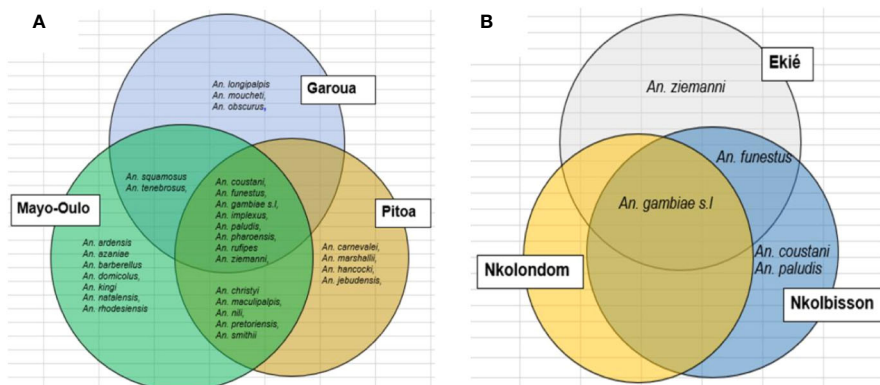 A
Garoua
An. longipalpis
An. moucheti,
An. obscurus,
An. squamosus
An. tenebrosus,
Mayo-Oulo
An. coustani,
An. funestus,
An. gambiae s.l,
An. implexus,
An. paludis,
An. pharoensis,
An. rufipes
An. ziemanni,
Pitoa
An. ardensis
An. azaniae
An. barberellus
An. domicolus,
An. kingi
An. natalensis,
An. rhodesiensis
An. carnevalei,
An. marshallii,
An. hancocki,
An. jebudensis,
An. christyi
An. maculipalpis,
An. nili,
An. pretoriensis,
An. smithii
B
Ekié
An. ziemanni
An. funestus
An. gambiae s.l
Nkolondom
An. coustani
An. paludis
Nkolbisson